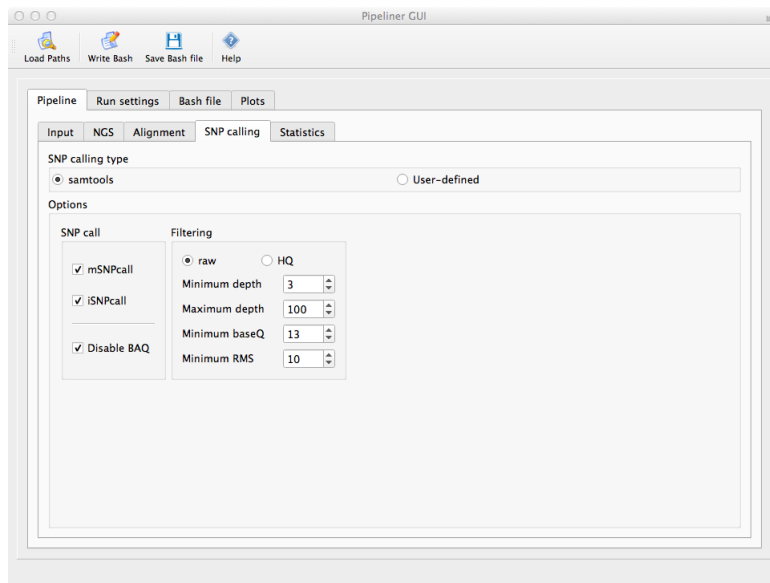 Pipeliner GUI
Load Paths Write Bash Save Bash file Help
Pipeline Run settings Bash file Plots
Input NGS Alignment SNP calling Statistics
SNP calling type
samtools User-defined
Options
SNP call Filtering
raw HQ
mSNPcall
Minimum depth 3
iSNPcall
Maximum depth 100
Minimum baseQ 13
Disable BAQ
Minimum RMS 10